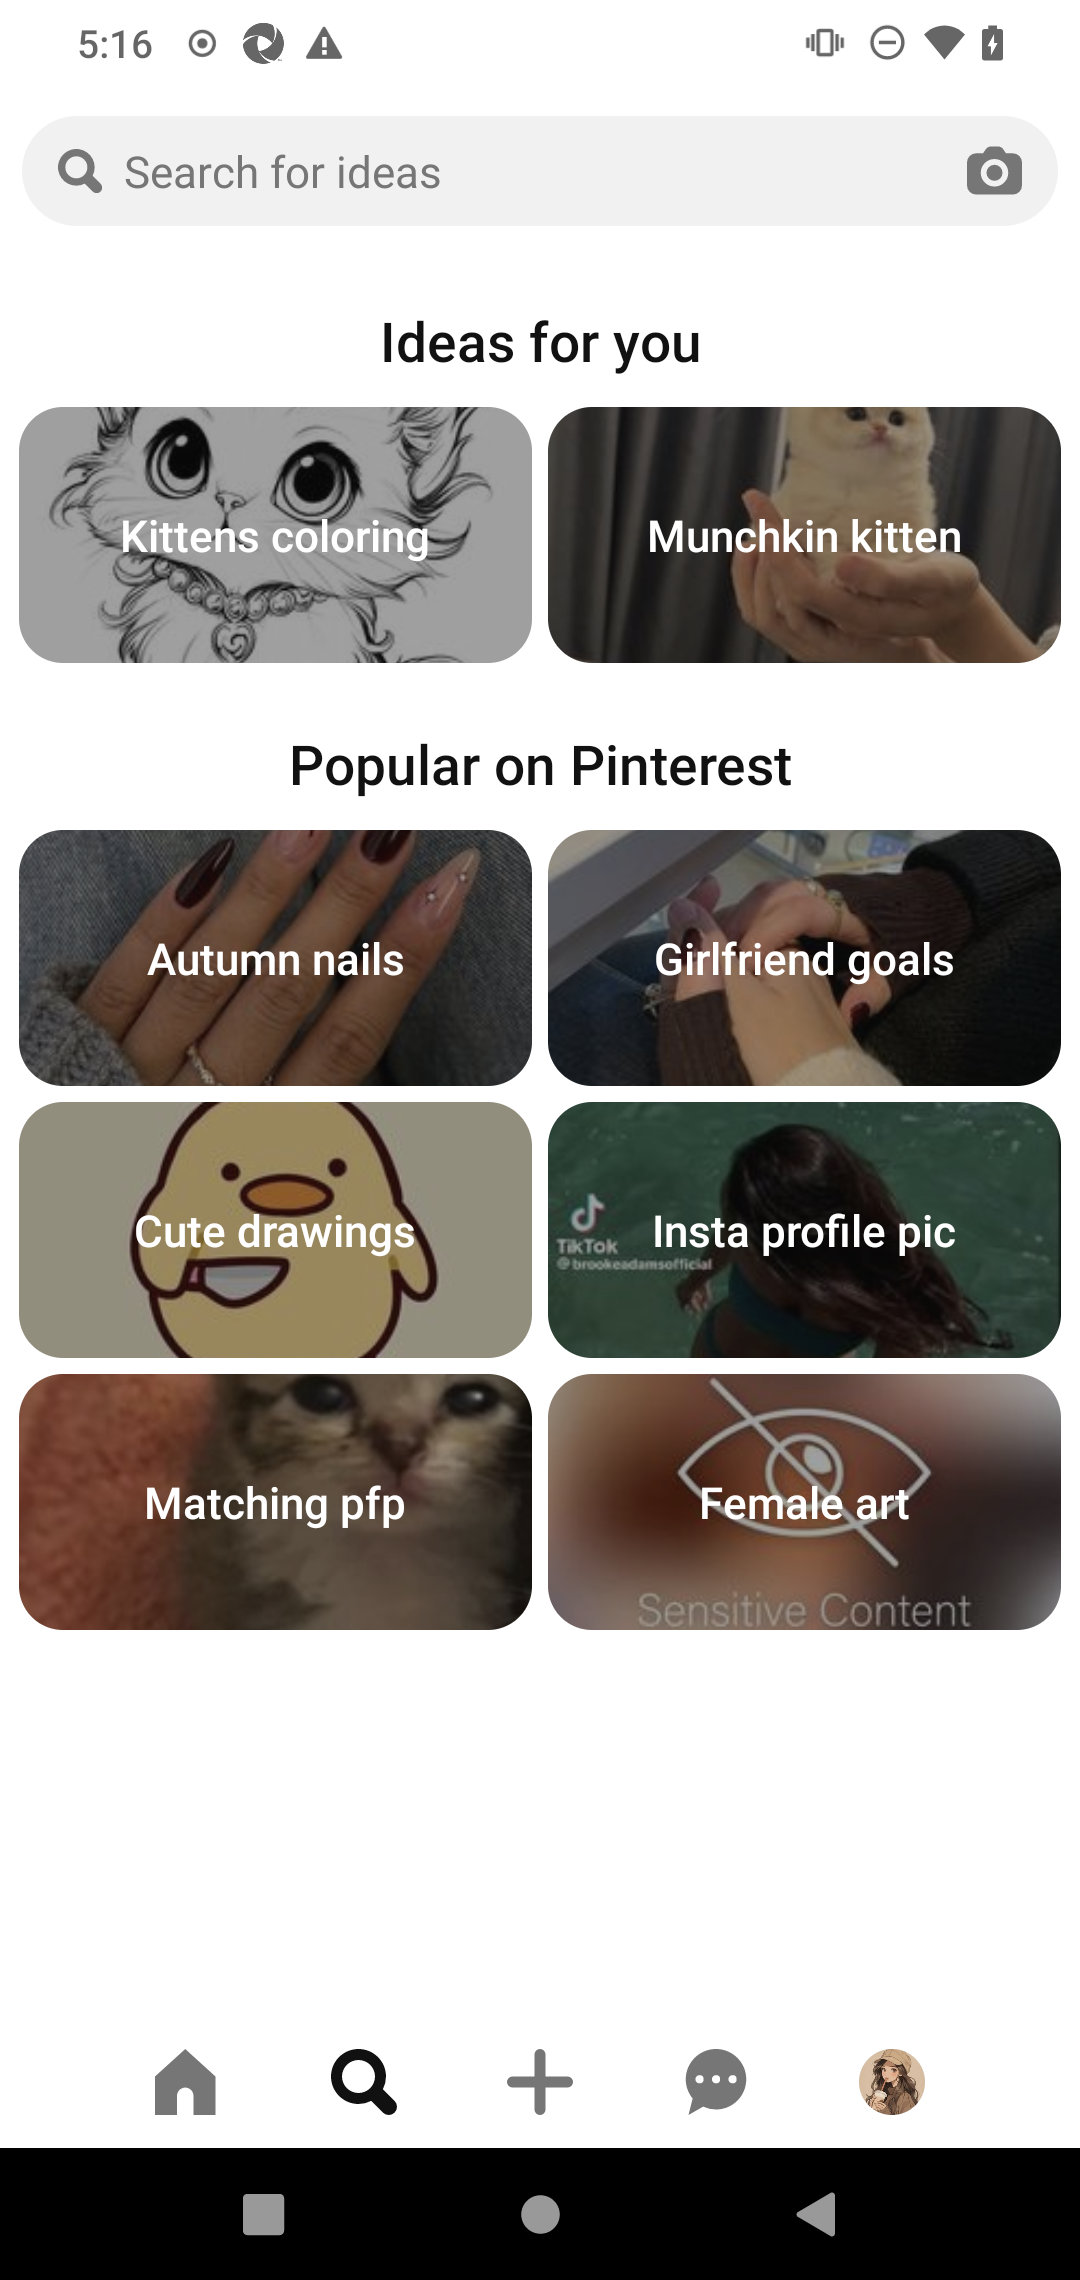 5:16
Search for ideas
Ideas for you
Kittens coloring
Munchkin kitten
Popular on Pinterest
Autumn nails
Girlfriend goals
Cute drawings
TikTok
@brookeadamsofficial
Insta profile pic
Matching pfp
Female art
Sensitive Content